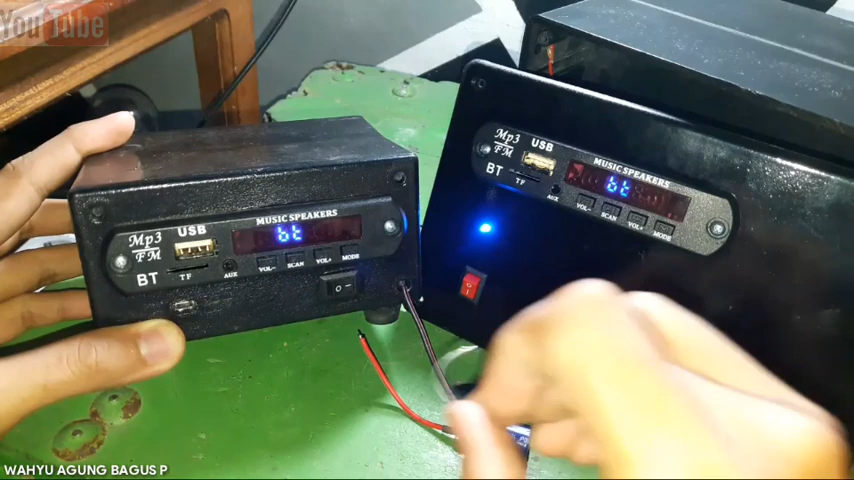 YouTube
Mp3
FM
BT
USB
TF
AUX
MUSIC SPEAKERS
bt
VOL-
SCAN
VOL+
MODE
Mp3
FM
BT
USB
TF
AUX
MUSIC SPEAKERS
bt
VOL-
SCAN
VOL+
MODE
WAHYU AGUNG BAGUS P